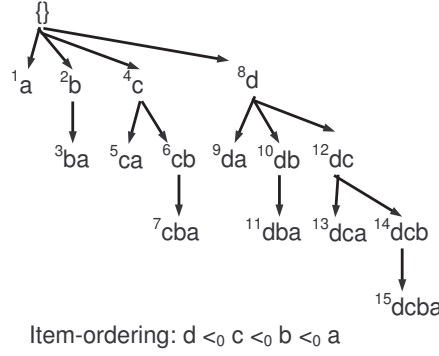 {}
¹a ²b ⁴c ⁸d
³ba ⁵ca ⁶cb ⁹da ¹⁰db ¹²dc
⁷cba ¹¹dba ¹³dca ¹⁴dcb
¹⁵dcba
Item-ordering: d <₀ c <₀ b <₀ a